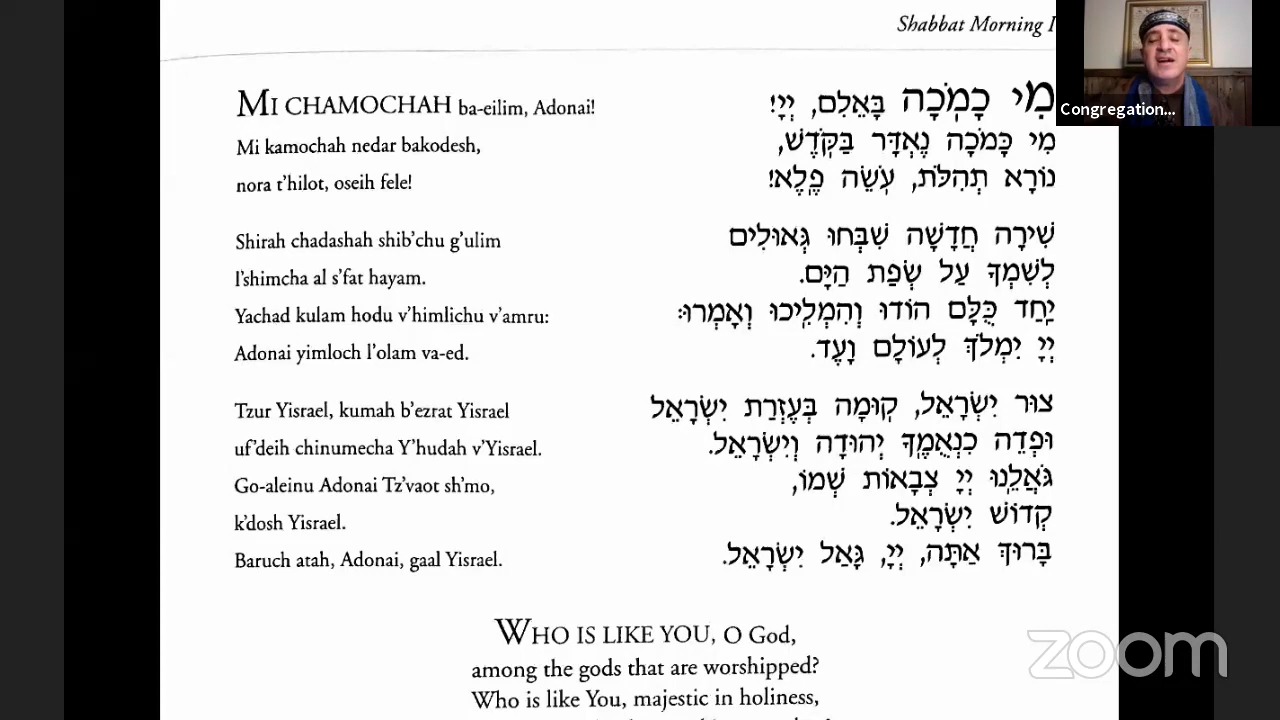 Shabbat Morning I
Congregation...
MI CHAMOCHAH ba-eilim, Adonai!
Mi kamochah nedar bakodesh,
nora t'hilot, oseih fele!
Shirah chadashah shib'chu g'ulim
l'shimcha al s'fat hayam.
Yachad kulam hodu v'himlichu v'amru:
Adonai yimloch l'olam va-ed.
Tzur Yisrael, kumah b'ezrat Yisrael
uf'deih chinumecha Y'hudah v'Yisrael.
Go-aleinu Adonai Tz'vaot sh'mo,
k'dosh Yisrael.
Baruch atah, Adonai, gaal Yisrael.
מִי כָמֹכָה בָּאֵלִם, יְיָ!
מִי כָּמֹכָה נֶאְדָּר בַּקֹּדֶשׁ,
נוֹרָא תְהִלֹּת, עֹשֵׂה פֶלֶא!
שִׁירָה חֲדָשָׁה שִׁבְּחוּ גְאוּלִים
לְשִׁמְךָ עַל שְׂפַת הַיָּם.
יַחַד כֻּלָּם הוֹדוּ וְהִמְלִיכוּ וְאָמְרוּ:
יְיָ יִמְלֹךְ לְעוֹלָם וָעֶד.
צוּר יִשְׂרָאֵל, קוּמָה בְּעֶזְרַת יִשְׂרָאֵל
וּפְדֵה כִנְאֻמֶךָ יְהוּדָה וְיִשְׂרָאֵל.
גֹּאֲלֵנוּ יְיָ צְבָאוֹת שְׁמוֹ,
קְדוֹשׁ יִשְׂרָאֵל.
בָּרוּךְ אַתָּה, יְיָ, גָּאַל יִשְׂרָאֵל.
WHO IS LIKE YOU, O God,
among the gods that are worshipped?
Who is like You, majestic in holiness,
zoom